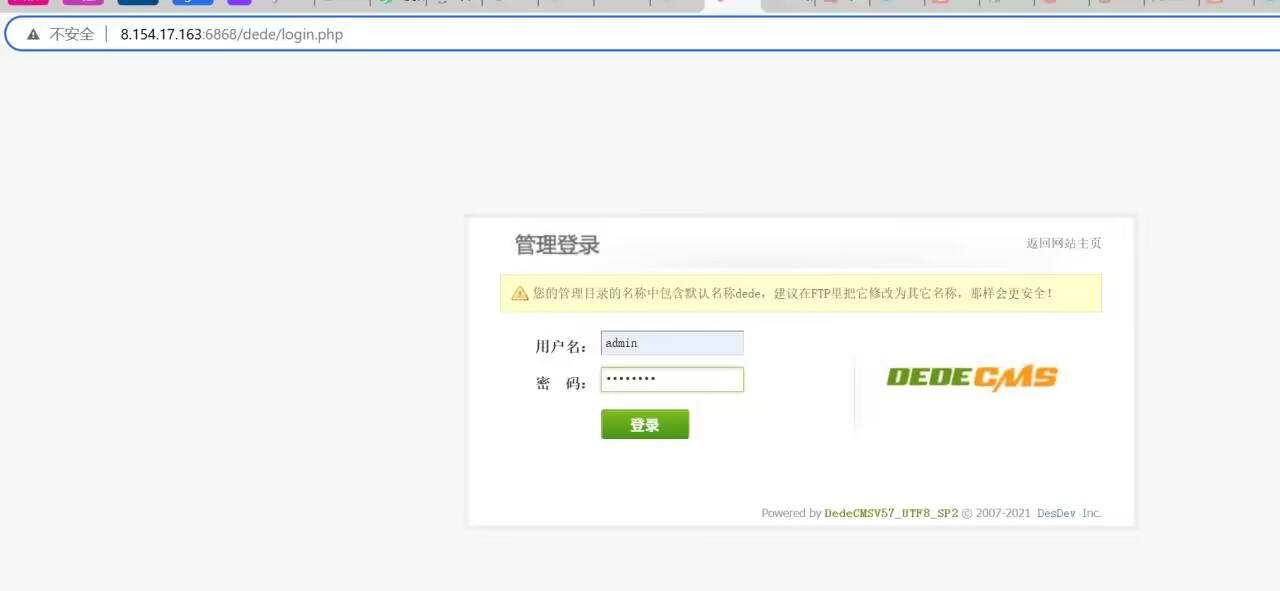 不安全 | 8.154.17.163:6868/dede/login.php
管理登录
返回网站主页
您的管理目录的名称中包含默认名称dede，建议在FTP里把它修改为其它名称，那样会更安全！
用户名：
admin
密 码：
••••••••
登录
DEDECMS
Powered by DedeCMSV57_UTF8_SP2 © 2007-2021 DesDev Inc.